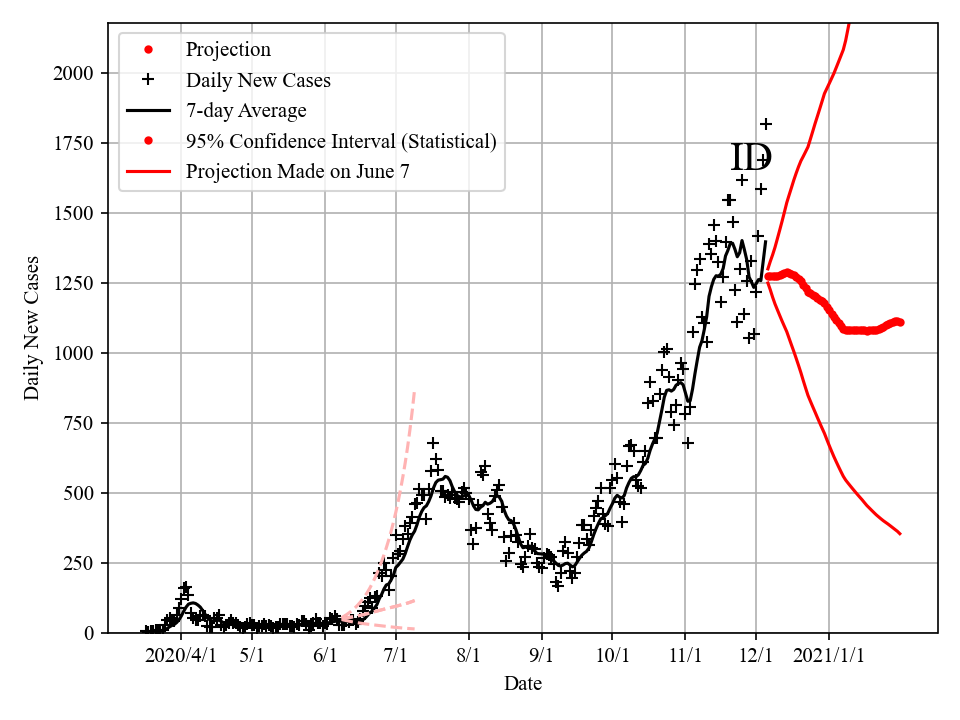 Projection
Daily New Cases
7-day Average
95% Confidence Interval (Statistical)
Projection Made on June 7
ID
2000
1750
1500
1250
1000
750
500
250
0
Daily New Cases
2020/4/1 5/1 6/1 7/1 8/1 9/1 10/1 11/1 12/1 2021/1/1
Date